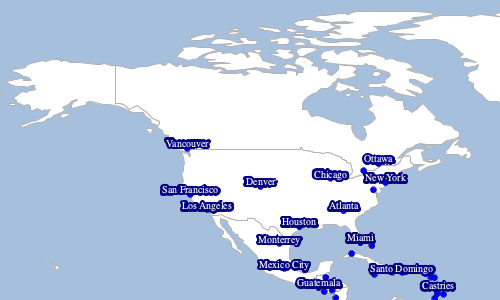 Vancouver
Ottawa
Chicago
New York
Denver
San Francisco
Los Angeles
Atlanta
Houston
Monterrey
Miami
Mexico City
Santo Domingo
Guatemala
Castries